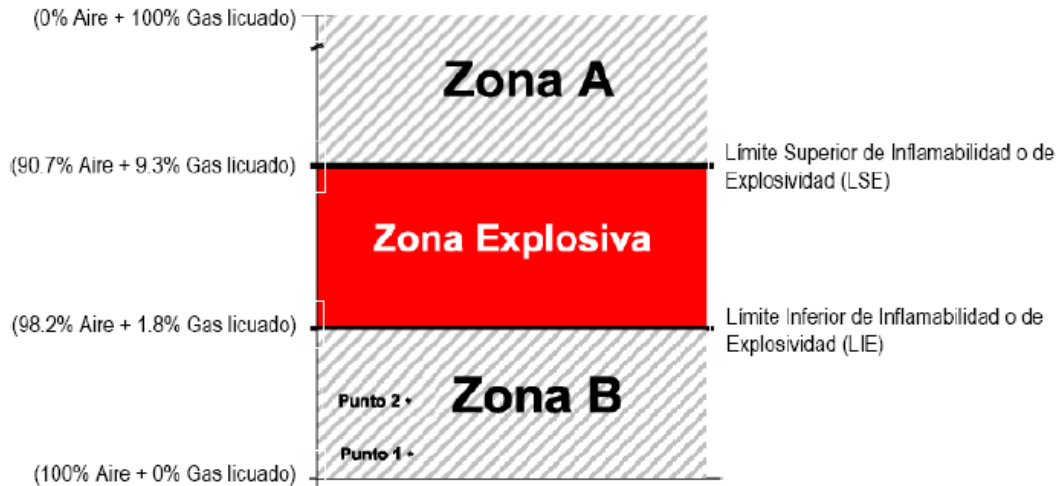 (0% Aire + 100% Gas licuado)
Zona A
(90.7% Aire + 9.3% Gas licuado)
Límite Superior de Inflamabilidad o de
Explosividad (LSE)
Zona Explosiva
(98.2% Aire + 1.8% Gas licuado)
Límite Inferior de Inflamabilidad o de
Explosividad (LIE)
Zona B
Punto 2
Punto 1
(100% Aire + 0% Gas licuado)